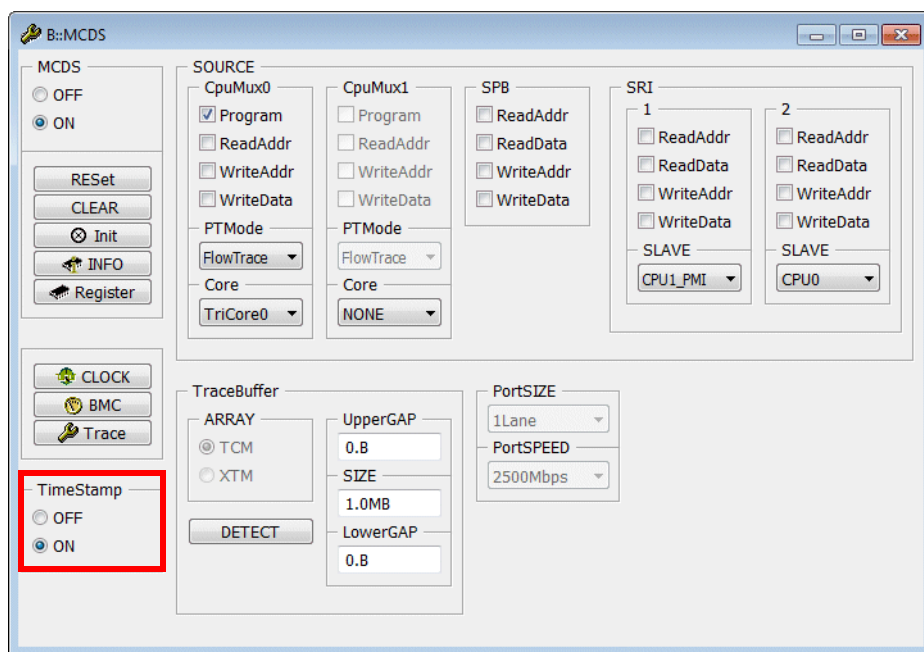 B::MCDS
MCDS
OFF
ON
RESet
CLEAR
Init
INFO
Register
CLOCK
BMC
Trace
TimeStamp
OFF
ON
SOURCE
CpuMux0
Program
ReadAddr
WriteAddr
WriteData
PTMode
FlowTrace
Core
TriCore0
CpuMux1
Program
ReadAddr
WriteAddr
WriteData
PTMode
FlowTrace
Core
NONE
SPB
ReadAddr
ReadData
WriteAddr
WriteData
SRI
1
ReadAddr
ReadData
WriteAddr
WriteData
SLAVE
CPU1_PMI
2
ReadAddr
ReadData
WriteAddr
WriteData
SLAVE
CPU0
TraceBuffer
ARRAY
TCM
XTM
DETECT
UpperGAP
0.B
SIZE
1.0MB
LowerGAP
0.B
PortSIZE
1Lane
PortSPEED
2500Mbps